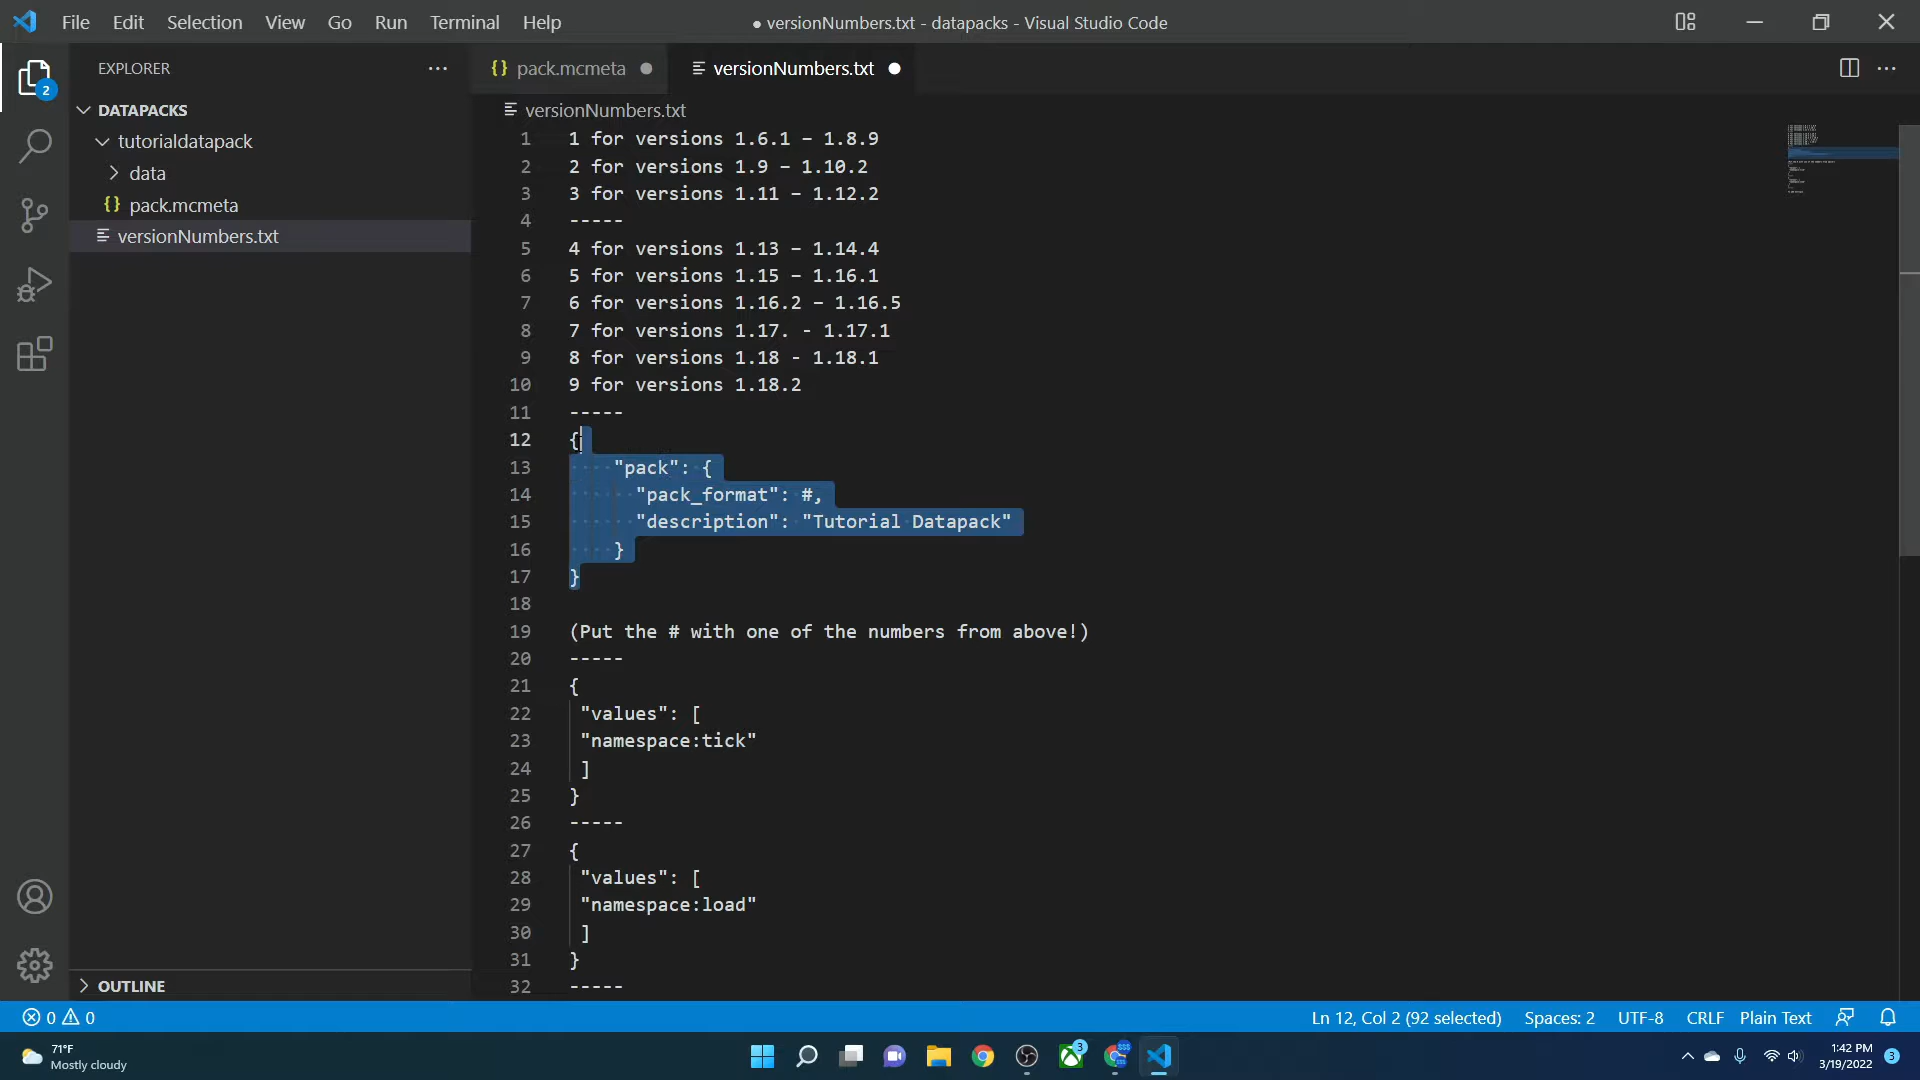 File Edit Selection View Go Run Terminal Help
● versionNumbers.txt - datapacks - Visual Studio Code
EXPLORER
2
DATAPACKS
tutorialdatapack
data
{} pack.mcmeta
versionNumbers.txt
OUTLINE
{} pack.mcmeta ● versionNumbers.txt ●
versionNumbers.txt
1 1 for versions 1.6.1 – 1.8.9
2 2 for versions 1.9 – 1.10.2
3 3 for versions 1.11 – 1.12.2
4 -----
5 4 for versions 1.13 – 1.14.4
6 5 for versions 1.15 – 1.16.1
7 6 for versions 1.16.2 – 1.16.5
8 7 for versions 1.17. - 1.17.1
9 8 for versions 1.18 - 1.18.1
10 9 for versions 1.18.2
11 -----
12 {
13 "pack": {
14 "pack_format": #,
15 "description": "Tutorial Datapack"
16 }
17 }
18
19 (Put the # with one of the numbers from above!)
20 -----
21 {
22 "values": [
23 "namespace:tick"
24 ]
25 }
26 -----
27 {
28 "values": [
29 "namespace:load"
30 ]
31 }
32 -----
0 0
Ln 12, Col 2 (92 selected) Spaces: 2 UTF-8 CRLF Plain Text
71°F
Mostly cloudy
3
1:42 PM
3/19/2022
3